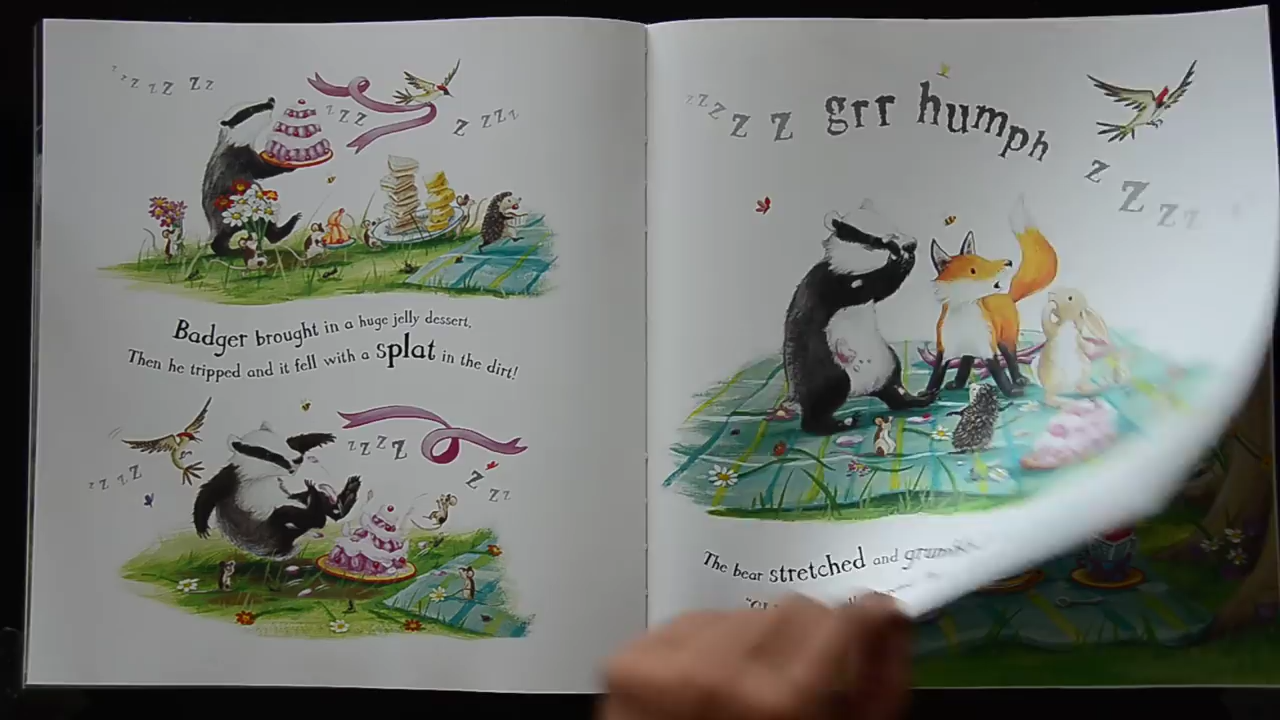 z z z z z z z
z z z z
z z z z
Badger brought in a huge jelly dessert,
Then he tripped and it fell with a splat in the dirt!
z z z z
z z z z
z z z
z z z z z grr humph
z z z z
The bear stretched and